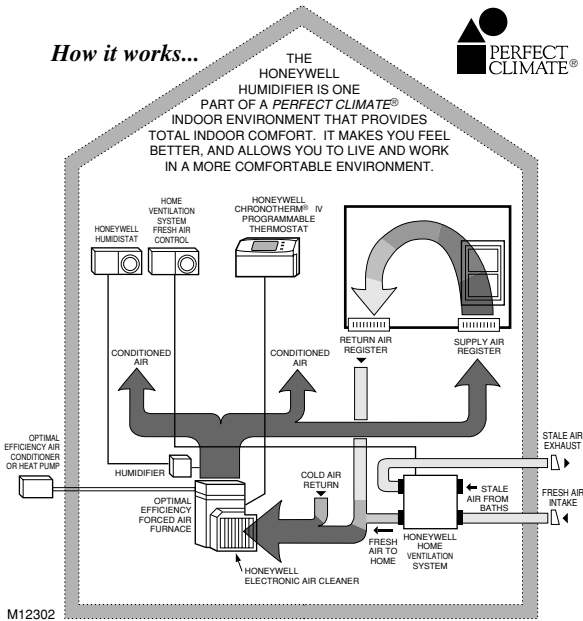 How it works...
PERFECT
CLIMATE®
THE
HONEYWELL
HUMIDIFIER IS ONE
PART OF A PERFECT CLIMATE®
INDOOR ENVIRONMENT THAT PROVIDES
TOTAL INDOOR COMFORT. IT MAKES YOU FEEL
BETTER, AND ALLOWS YOU TO LIVE AND WORK
IN A MORE COMFORTABLE ENVIRONMENT.
HONEYWELL
HUMIDISTAT
HOME
VENTILATION
SYSTEM
FRESH AIR
CONTROL
HONEYWELL
CHRONOTHERM® IV
PROGRAMMABLE
THERMOSTAT
RETURN AIR
REGISTER
SUPPLY AIR
REGISTER
CONDITIONED
AIR
CONDITIONED
AIR
OPTIMAL
EFFICIENCY AIR
CONDITIONER
OR HEAT PUMP
HUMIDIFIER
OPTIMAL
EFFICIENCY
FORCED AIR
FURNACE
COLD AIR
RETURN
STALE AIR
EXHAUST
STALE
AIR FROM
BATHS
FRESH AIR
INTAKE
FRESH
AIR TO
HOME
HONEYWELL
HOME
VENTILATION
SYSTEM
HONEYWELL
ELECTRONIC AIR CLEANER
M12302